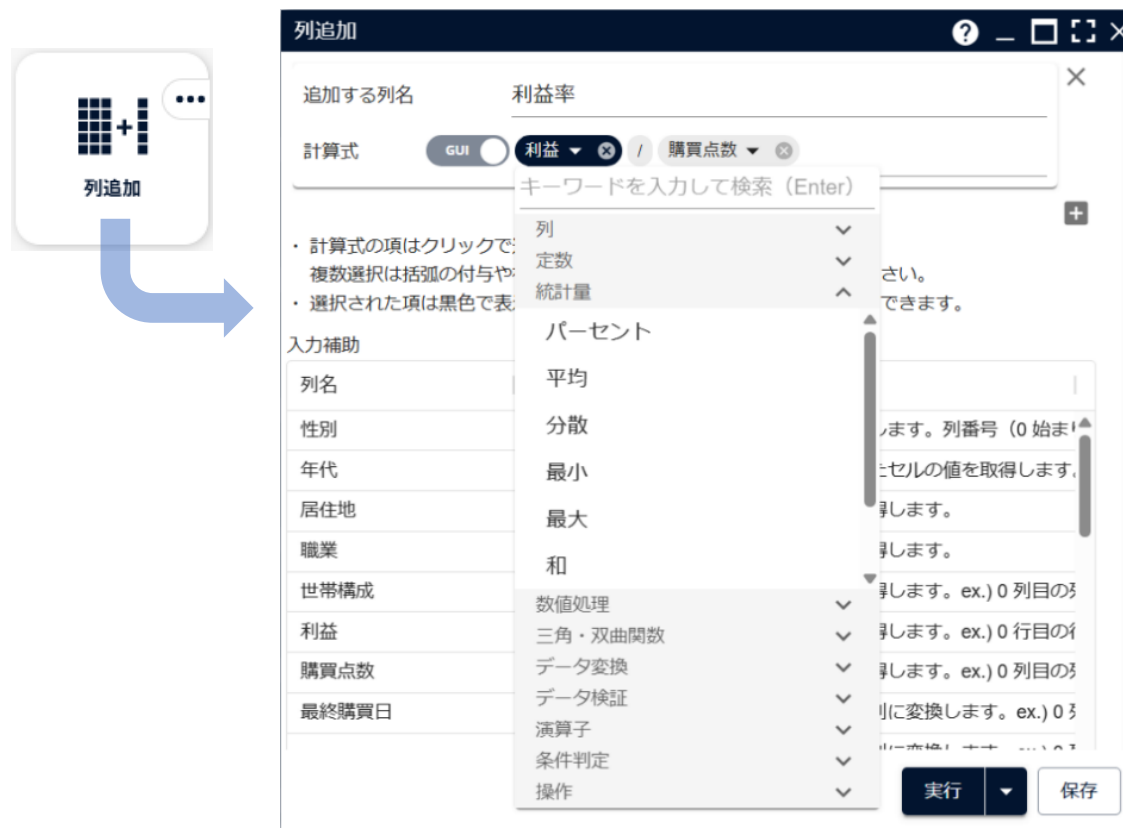 列追加
列追加
追加する列名 利益率
計算式 GUI 利益 / 購買点数
キーワードを入力して検索（Enter）
列
定数
統計量
パーセント
平均
分散
最小
最大
和
数値処理
三角・双曲関数
データ変換
データ検証
演算子
条件判定
操作
・ 計算式の項はクリックで
複数選択は括弧の付与や さい。
・ 選択された項は黒色で表 できます。
入力補助
列名
性別 します。列番号（0 始まり
年代 セルの値を取得します。
居住地 得します。
職業 得します。
世帯構成 得します。ex.) 0 列目の列
利益 得します。ex.) 0 行目の行
購買点数 得します。ex.) 0 列目の列
最終購買日 列に変換します。ex.) 0 列
実行 保存